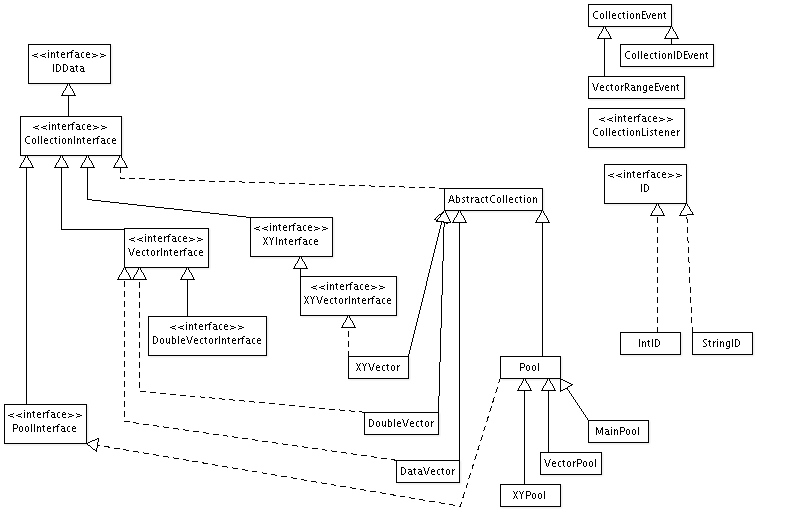 CollectionEvent
CollectionIDEvent
<<interface>>
IDData
VectorRangeEvent
<<interface>>
CollectionInterface
<<interface>>
CollectionListener
<<interface>>
ID
AbstractCollection
<<interface>>
XYInterface
<<interface>>
VectorInterface
<<interface>>
XYVectorInterface
<<interface>>
DoubleVectorInterface
IntID
StringID
XYVector
Pool
<<interface>>
PoolInterface
DoubleVector
MainPool
DataVector
VectorPool
XYPool